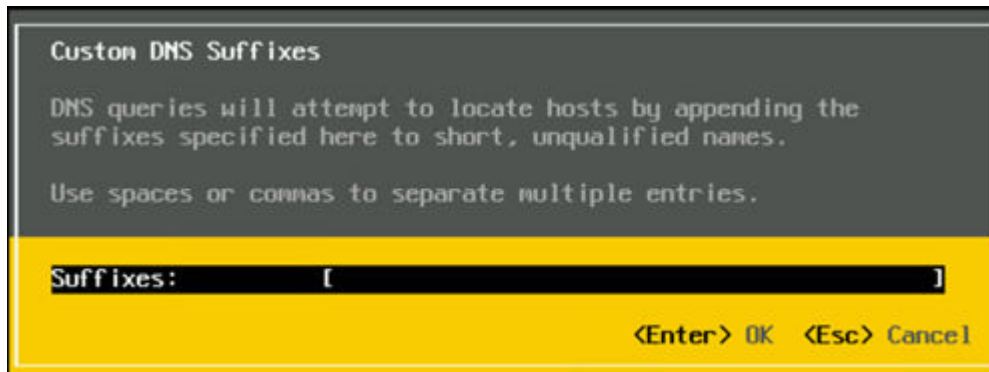 Custom DNS Suffixes
DNS queries will attempt to locate hosts by appending the
suffixes specified here to short, unqualified names.
Use spaces or commas to separate multiple entries.
Suffixes: [ ]
<Enter> OK <Esc> Cancel